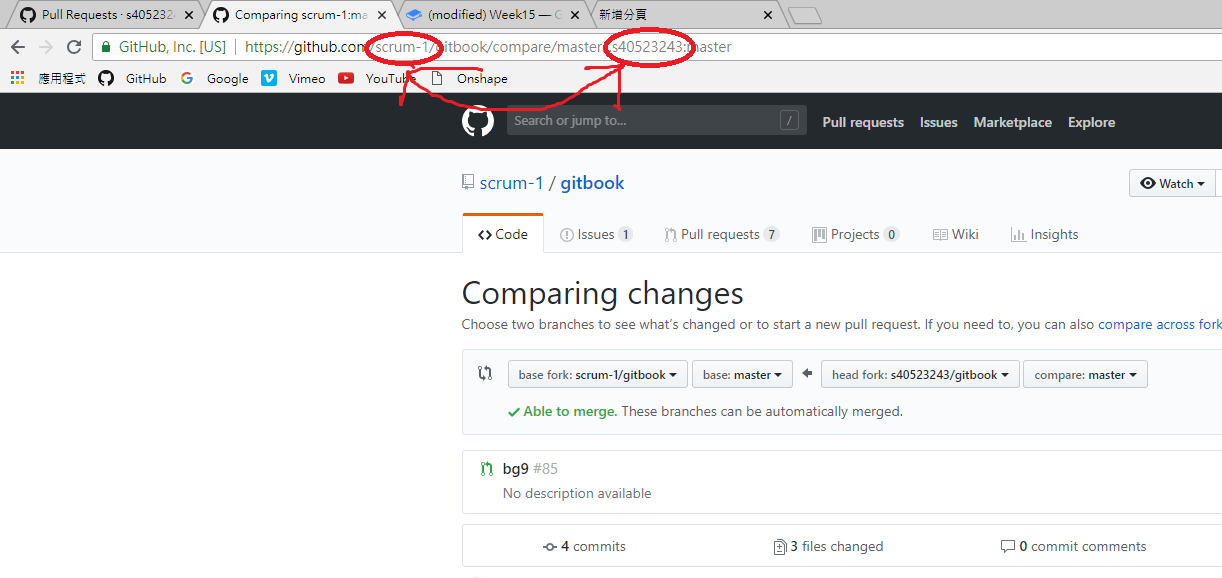 Pull Requests · s405232
Comparing scrum-1:ma
(modified) Week15 — G
新增分頁
GitHub, Inc. [US] https://github.com/scrum-1/gitbook/compare/master...s40523243:master
應用程式 GitHub Google Vimeo YouTube Onshape
Search or jump to... /
Pull requests Issues Marketplace Explore
scrum-1 / gitbook
Watch
Code Issues 1 Pull requests 7 Projects 0 Wiki Insights
Comparing changes
Choose two branches to see what's changed or to start a new pull request. If you need to, you can also compare across fork
base fork: scrum-1/gitbook base: master head fork: s40523243/gitbook compare: master
Able to merge. These branches can be automatically merged.
bg9 #85
No description available
4 commits 3 files changed 0 commit comments